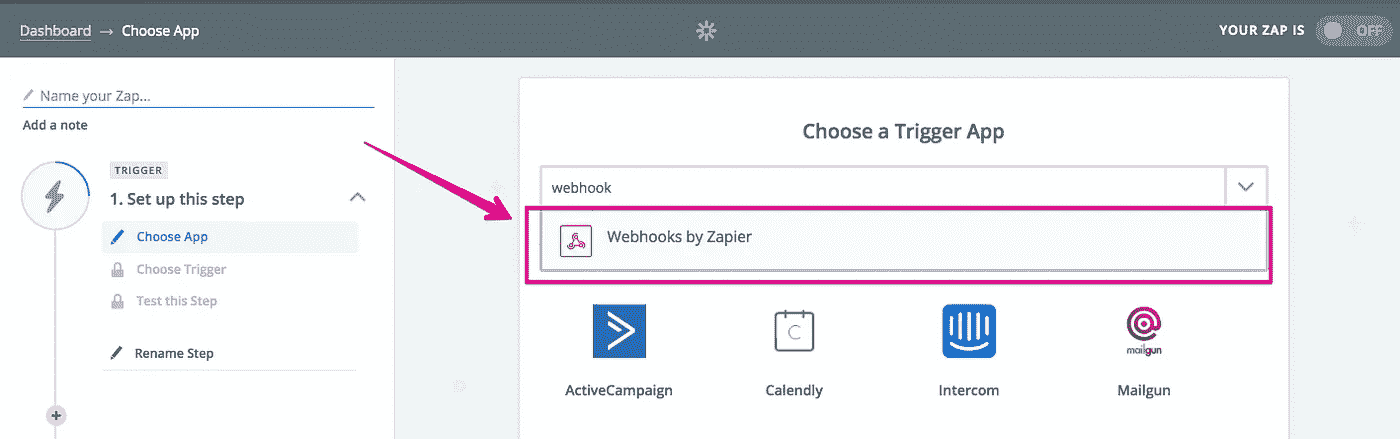 Dashboard → Choose App
YOUR ZAP IS OFF
Name your Zap...
Add a note
TRIGGER
1. Set up this step
Choose App
Choose Trigger
Test this Step
Rename Step
Choose a Trigger App
webhook
Webhooks by Zapier
C
mailgun
ActiveCampaign Calendly Intercom Mailgun